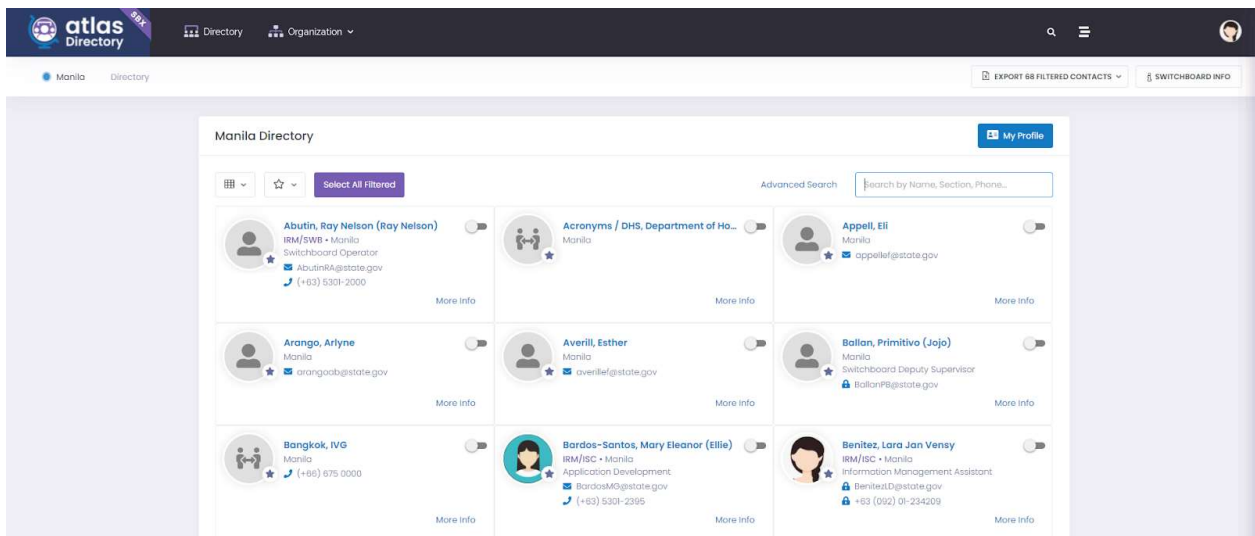 atlas
Directory
SBX
Directory
Organization
Manila
Directory
EXPORT 68 FILTERED CONTACTS
SWITCHBOARD INFO
Manila Directory
My Profile
Select All Filtered
Advanced Search
Search by Name, Section, Phone...
Abutin, Ray Nelson (Ray Nelson)
IRM/SWB • Manila
Switchboard Operator
AbutinRA@state.gov
(+63) 5301-2000
More Info
Acronyms / DHS, Department of Ho...
Manila
More Info
Appell, Eli
Manila
appellef@state.gov
More Info
Arango, Arlyne
Manila
arangoab@state.gov
More Info
Averill, Esther
Manila
averillef@state.gov
More Info
Ballan, Primitivo (Jojo)
Manila
Switchboard Deputy Supervisor
BallanPB@state.gov
More Info
Bangkok, IVG
Manila
(+66) 675 0000
More Info
Bardos-Santos, Mary Eleanor (Ellie)
IRM/ISC • Manila
Application Development
BardosMG@state.gov
(+63) 5301-2395
More Info
Benitez, Lara Jan Vensy
IRM/ISC • Manila
Information Management Assistant
BenitezLD@state.gov
+63 (092) 01-234209
More Info